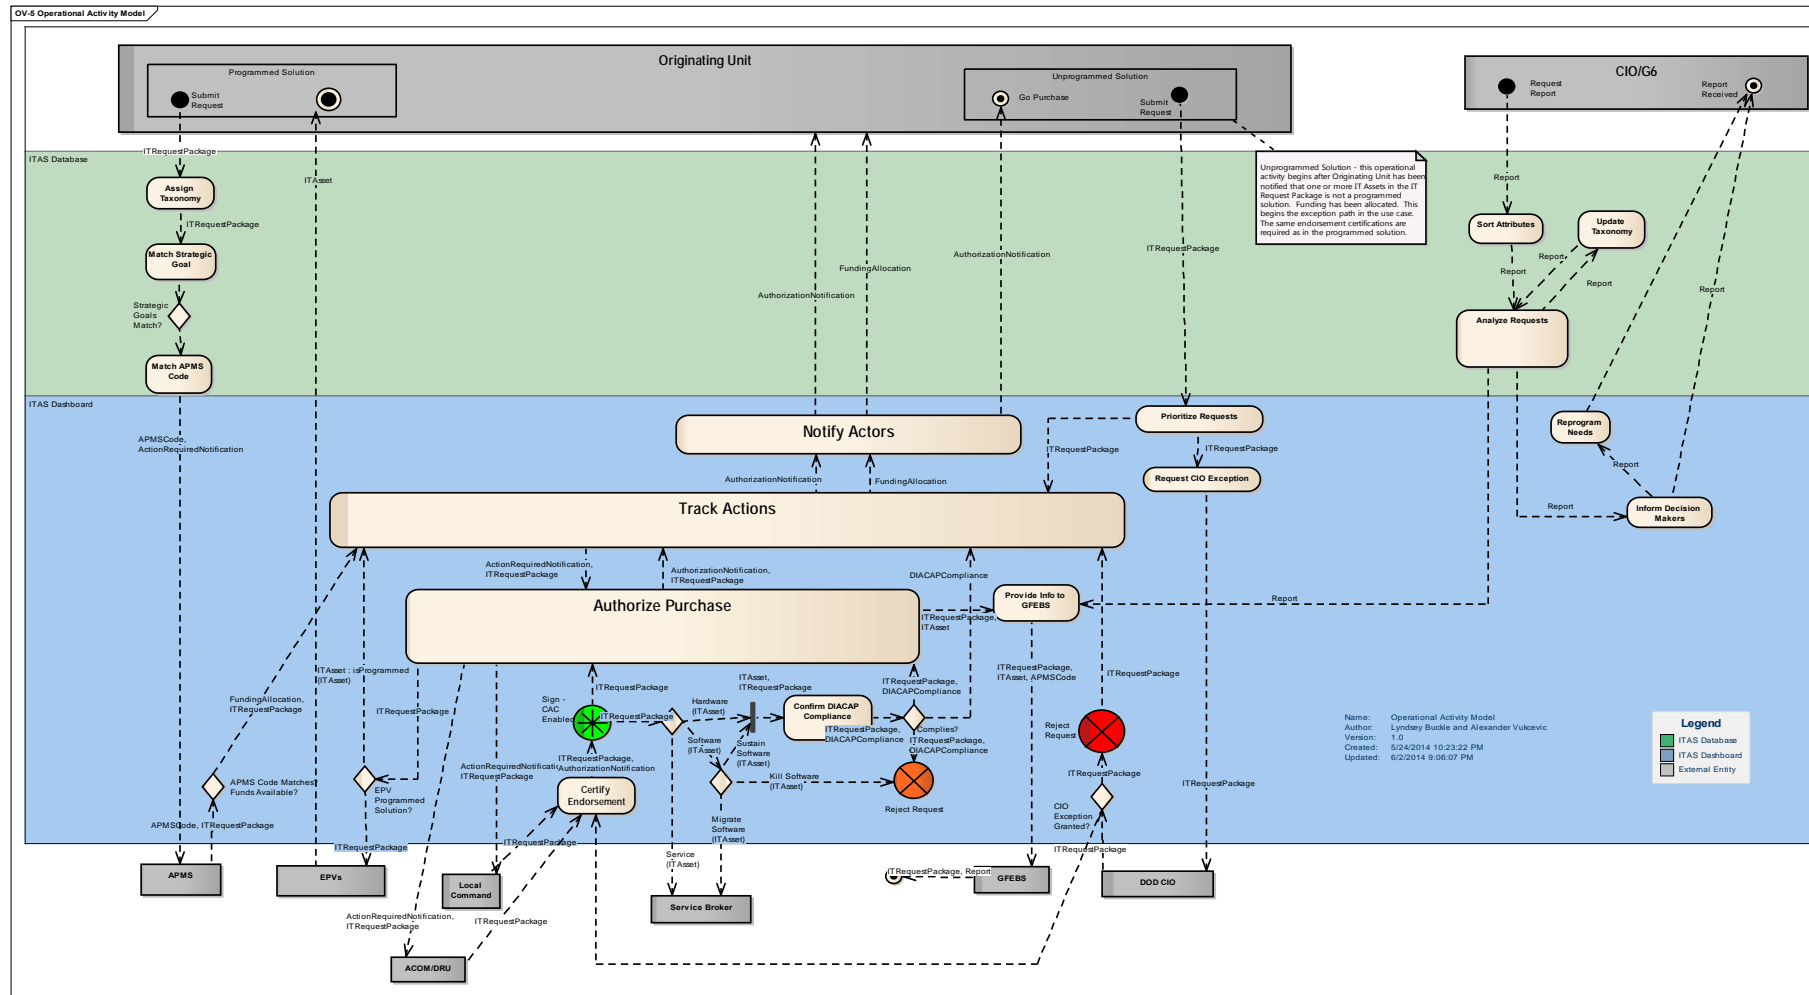 OV-5 Operational Activity Model
Originating Unit
Programmed Solution
Submit
Request
Unprogrammed Solution
Go Purchase
Submit
Request
CIO/G6
Request
Report
Report
Received
ITRequestPackage
ITAS Database
ITAsset
Assign
Taxonomy
ITRequestPackage
Match Strategic
Goal
Strategic
Goals
Match?
Match APMS
Code
AuthorizationNotification
FundingAllocation
AuthorizationNotification
ITRequestPackage
Unprogrammed Solution - this operational
activity begins after Originating Unit has been
notified that one or more IT Assets in the IT
Request Package is not a programmed
solution. Funding has been allocated. This
begins the exception path in the use case.
The same endorsement certifications are
required as in the programmed solution.
Report
Sort Attributes
Update
Taxonomy
Report
Report
Report
Report
Analyze Requests
ITAS Dashboard
APMSCode,
ActionRequiredNotification
Notify Actors
Prioritize Requests
ITRequestPackage
ITRequestPackage
Request CIO Exception
AuthorizationNotification
FundingAllocation
Track Actions
Reprogram
Needs
Report
Report
Inform Decision
Makers
ActionRequiredNotification,
ITRequestPackage
AuthorizationNotification,
ITRequestPackage
DIACAPCompliance
Authorize Purchase
Provide Info to
GFEBS
Report
ITRequestPackage,
ITAsset
ITAsset : isProgrammed
(ITAsset)
FundingAllocation,
ITRequestPackage
ITRequestPackage
ITRequestPackage
Sign -
CAC
Enabled
ITRequestPackage
Hardware
(ITAsset)
ITAsset,
ITRequestPackage
Confirm DIACAP
Compliance
ITRequestPackage,
DIACAPCompliance
ITRequestPackage,
DIACAPCompliance
Complies?
ITRequestPackage,
DIACAPCompliance
ITRequestPackage,
ITAsset, APMSCode
ITRequestPackage
Reject
Request
Software
(ITAsset)
Sustain
Software
(ITAsset)
Kill Software
(ITAsset)
Reject Request
Migrate
Software
(ITAsset)
Service
(ITAsset)
ITRequestPackage,
AuthorizationNotification
Certify
Endorsement
ITRequestPackage
ITRequestPackage
APMS Code Matches?
Funds Available?
APMSCode, ITRequestPackage
EPV
Programmed
Solution?
ITRequestPackage
ITRequestPackage
CIO
Exception
Granted?
ITRequestPackage
ITRequestPackage
Name: Operational Activity Model
Author: Lyndsey Buckle and Alexander Vukcevic
Version: 1.0
Created: 5/24/2014 10:23:22 PM
Updated: 6/2/2014 9:06:07 PM
Legend
ITAS Database
ITAS Dashboard
External Entity
APMS
EPVs
Local
Command
Service Broker
ITRequestPackage, Report
GFEBS
DOD CIO
ActionRequiredNotification,
ITRequestPackage
ITRequestPackage
ACOM/DRU